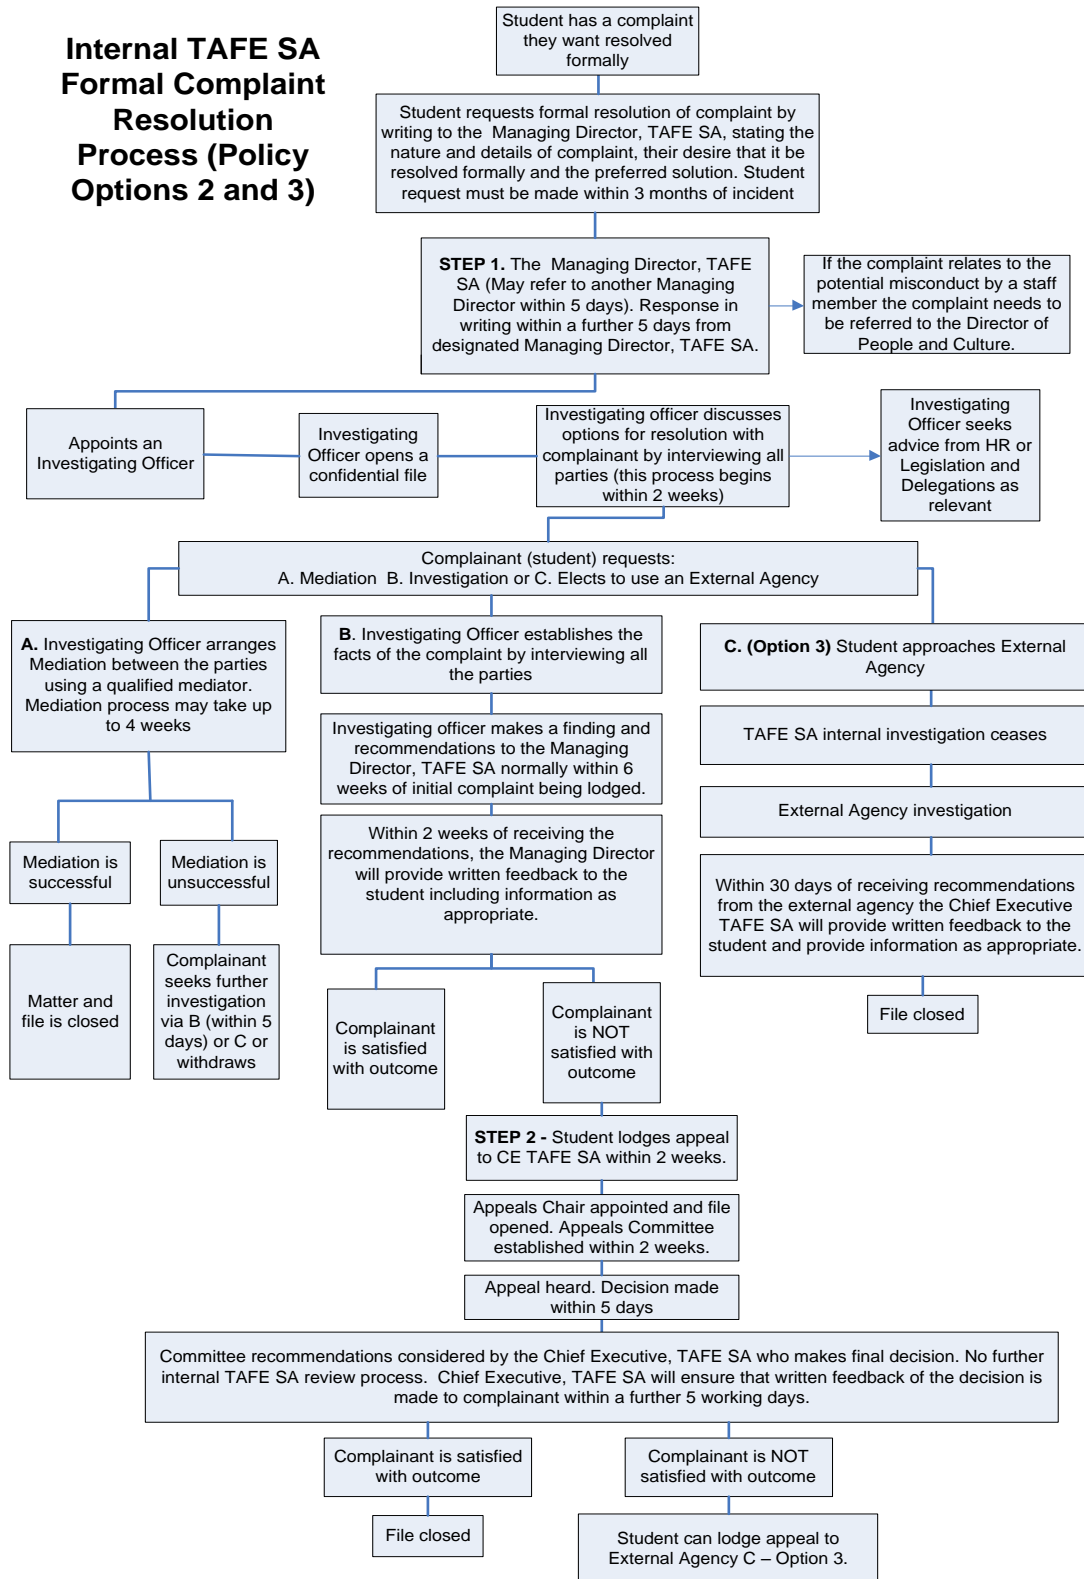 Internal TAFE SA
Formal Complaint
Resolution
Process (Policy
Options 2 and 3)
Student has a complaint
they want resolved
formally
Student requests formal resolution of complaint by
writing to the  Managing Director, TAFE SA, stating the
nature and details of complaint, their desire that it be
resolved formally and the preferred solution. Student
request must be made within 3 months of incident
STEP 1. The  Managing Director, TAFE
SA (May refer to another Managing
Director within 5 days). Response in
writing within a further 5 days from
designated Managing Director, TAFE SA.
If the complaint relates to the
potential misconduct by a staff
member the complaint needs to
be referred to the Director of
People and Culture.
Appoints an
Investigating Officer
Investigating
Officer opens a
confidential file
Investigating officer discusses
options for resolution with
complainant by interviewing all
parties (this process begins
within 2 weeks)
Investigating
Officer seeks
advice from HR or
Legislation and
Delegations as
relevant
Complainant (student) requests:
A. Mediation  B. Investigation or C. Elects to use an External Agency
A. Investigating Officer arranges
Mediation between the parties
using a qualified mediator.
Mediation process may take up
to 4 weeks
Mediation is
successful
Mediation is
unsuccessful
Matter and
file is closed
Complainant
seeks further
investigation
via B (within 5
days) or C or
withdraws
B. Investigating Officer establishes the
facts of the complaint by interviewing all
the parties
Investigating officer makes a finding and
recommendations to the Managing
Director, TAFE SA normally within 6
weeks of initial complaint being lodged.
Within 2 weeks of receiving the
recommendations, the Managing Director
will provide written feedback to the
student including information as
appropriate.
Complainant
is satisfied
with outcome
Complainant
is NOT
satisfied with
outcome
C. (Option 3) Student approaches External
Agency
TAFE SA internal investigation ceases
External Agency investigation
Within 30 days of receiving recommendations
from the external agency the Chief Executive
TAFE SA will provide written feedback to the
student and provide information as appropriate.
File closed
STEP 2 - Student lodges appeal
to CE TAFE SA within 2 weeks.
Appeals Chair appointed and file
opened. Appeals Committee
established within 2 weeks.
Appeal heard. Decision made
within 5 days
Committee recommendations considered by the Chief Executive, TAFE SA who makes final decision. No further
internal TAFE SA review process.  Chief Executive, TAFE SA will ensure that written feedback of the decision is
made to complainant within a further 5 working days.
Complainant is satisfied
with outcome
Complainant is NOT
satisfied with outcome
File closed
Student can lodge appeal to
External Agency C – Option 3.